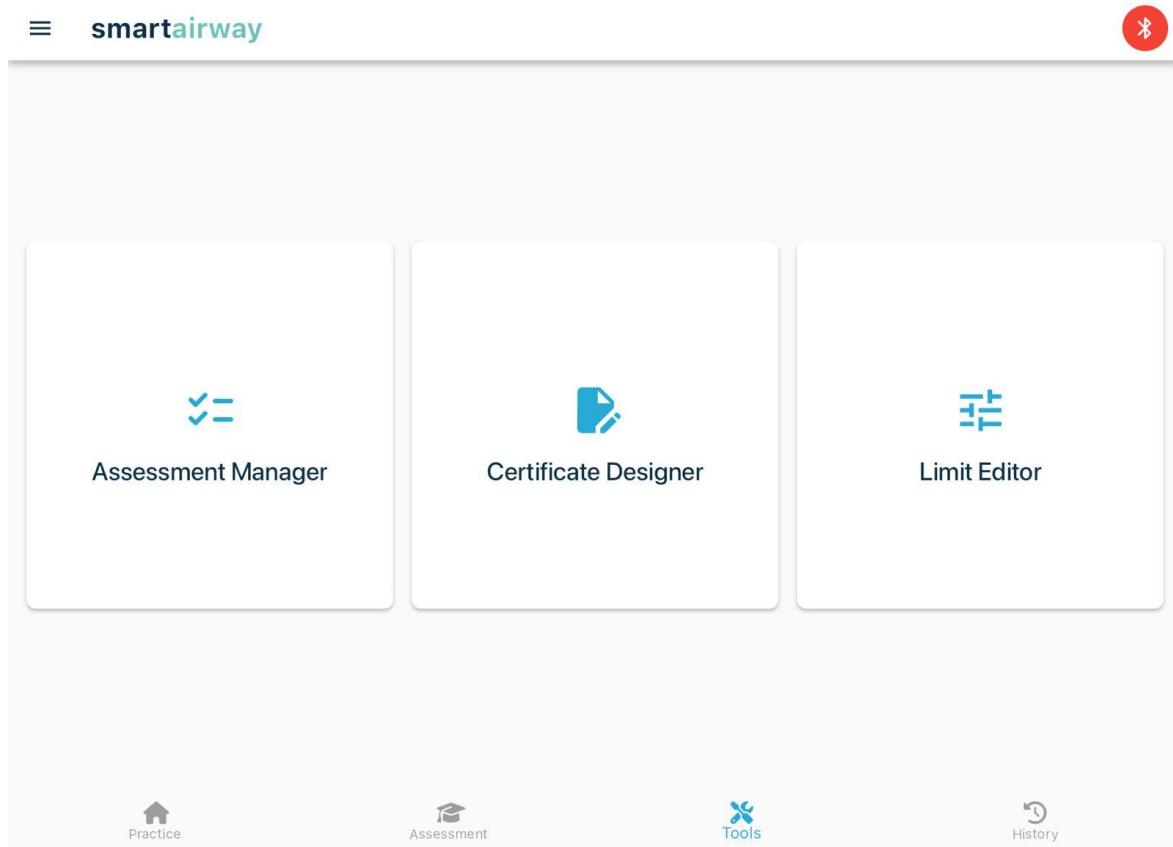 smartairway
Assessment Manager
Certificate Designer
Limit Editor
Practice
Assessment
Tools
History